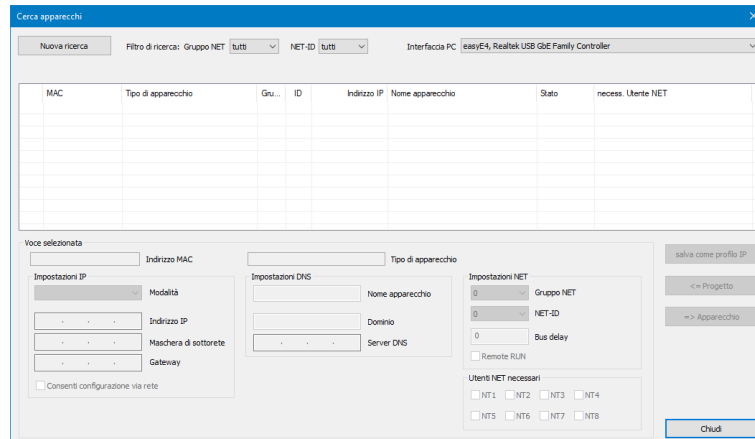 Cerca apparecchi
Nuova ricerca Filtro di ricerca: Gruppo NET tutti NET-ID tutti Interfaccia PC easyE4, Realtek USB GbE Family Controller
MAC Tipo di apparecchio Gru... ID Indirizzo IP Nome apparecchio Stato necess. Utente NET
Voce selezionata
Indirizzo MAC Tipo di apparecchio salva come profilo IP
Impostazioni IP Impostazioni DNS Impostazioni NET
Modalità Nome apparecchio 0 Gruppo NET <= Progetto
Indirizzo IP Dominio 0 NET-ID => Apparecchio
Maschera di sottorete Server DNS 0 Bus delay
Gateway Remote RUN
Consenti configurazione via rete Utenti NET necessari
NT1 NT2 NT3 NT4
NT5 NT6 NT7 NT8
Chiudi